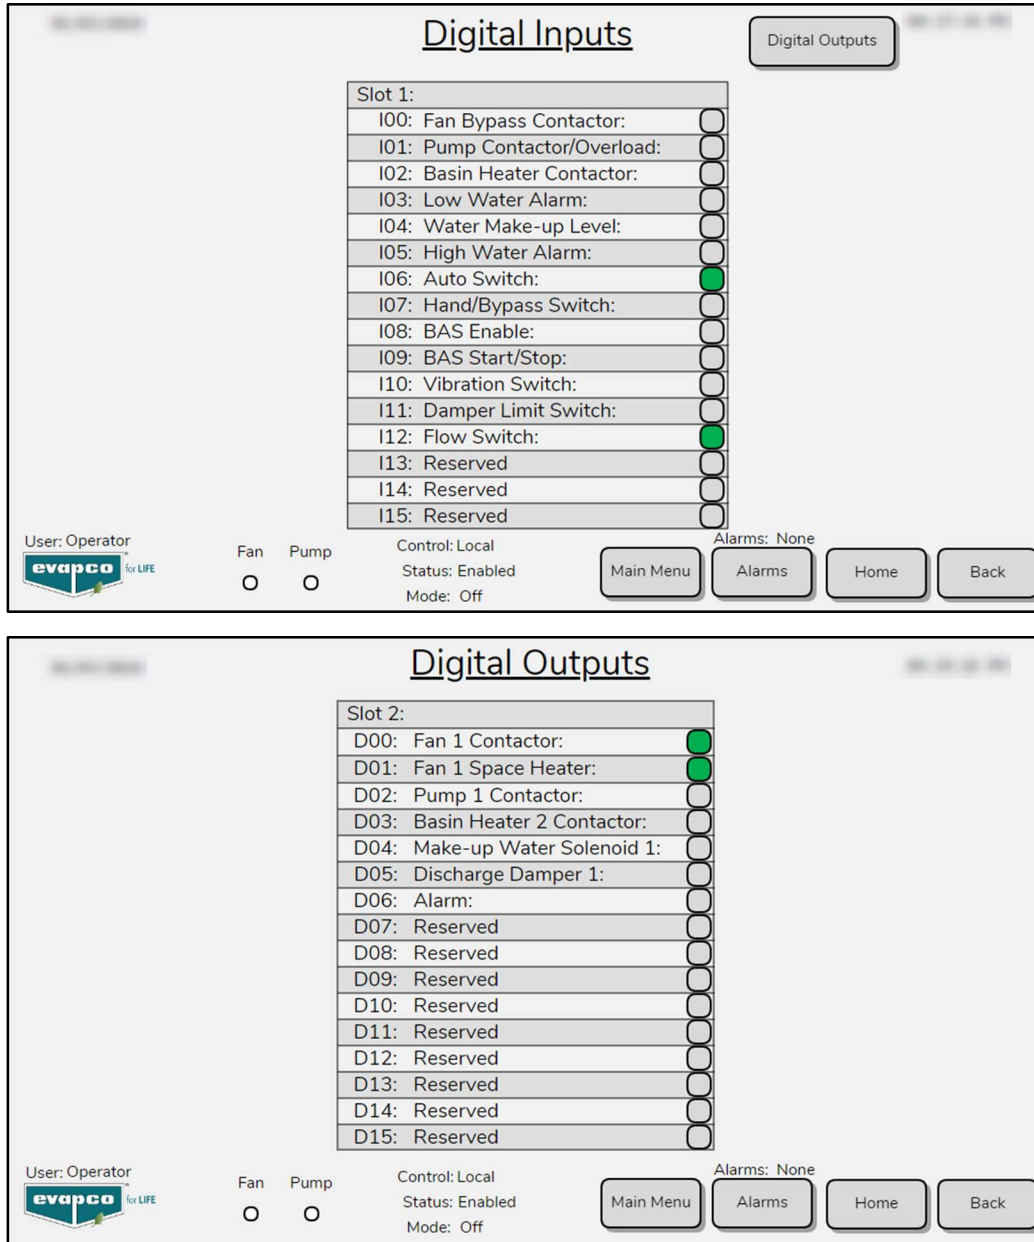 Digital Inputs
Digital Outputs
Slot 1:
I00: Fan Bypass Contactor:
I01: Pump Contactor/Overload:
I02: Basin Heater Contactor:
I03: Low Water Alarm:
I04: Water Make-up Level:
I05: High Water Alarm:
I06: Auto Switch:
I07: Hand/Bypass Switch:
I08: BAS Enable:
I09: BAS Start/Stop:
I10: Vibration Switch:
I11: Damper Limit Switch:
I12: Flow Switch:
I13: Reserved
I14: Reserved
I15: Reserved
User: Operator
evapco for LIFE
Fan Pump
Control: Local
Status: Enabled
Mode: Off
Alarms: None
Main Menu
Alarms
Home
Back
Digital Outputs
Slot 2:
D00: Fan 1 Contactor:
D01: Fan 1 Space Heater:
D02: Pump 1 Contactor:
D03: Basin Heater 2 Contactor:
D04: Make-up Water Solenoid 1:
D05: Discharge Damper 1:
D06: Alarm:
D07: Reserved
D08: Reserved
D09: Reserved
D10: Reserved
D11: Reserved
D12: Reserved
D13: Reserved
D14: Reserved
D15: Reserved
User: Operator
evapco for LIFE
Fan Pump
Control: Local
Status: Enabled
Mode: Off
Alarms: None
Main Menu
Alarms
Home
Back